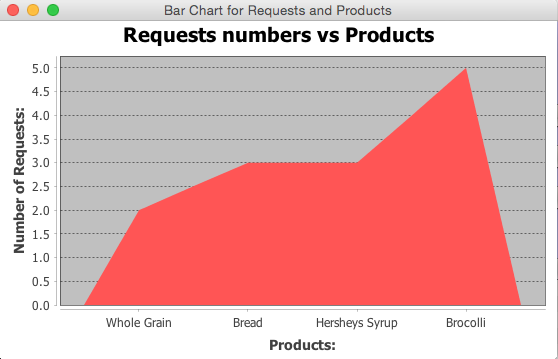 Bar Chart for Requests and Products
Requests numbers vs Products
Number of Requests:
5.0
4.5
4.0
3.5
3.0
2.5
2.0
1.5
1.0
0.5
0.0
Whole Grain Bread Hersheys Syrup Brocolli
Products: